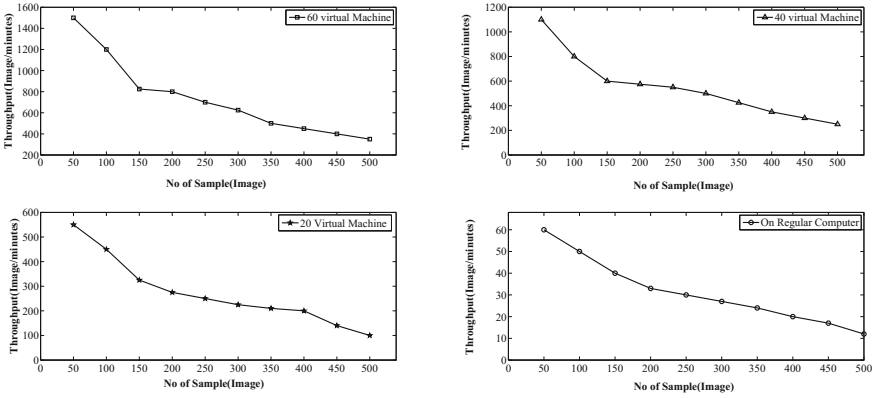 60 virtual Machine
Throughput(Image/minutes)
1600
1400
1200
1000
800
600
400
200
0 50 100 150 200 250 300 350 400 450 500
No of Sample(Image)
40 virtual Machine
Throughput(Image/minutes)
1200
1000
800
600
400
200
0
0 50 100 150 200 250 300 350 400 450 500
No of Sample(Image)
20 Virtual Machine
Throughput(Image/minutes)
600
500
400
300
200
100
0
0 50 100 150 200 250 300 350 400 450 500
No of Sample(Image)
On Regular Computer
Throughput(Image/minutes)
60
50
40
30
20
10
0
0 50 100 150 200 250 300 350 400 450 500
No of Sample(Image)